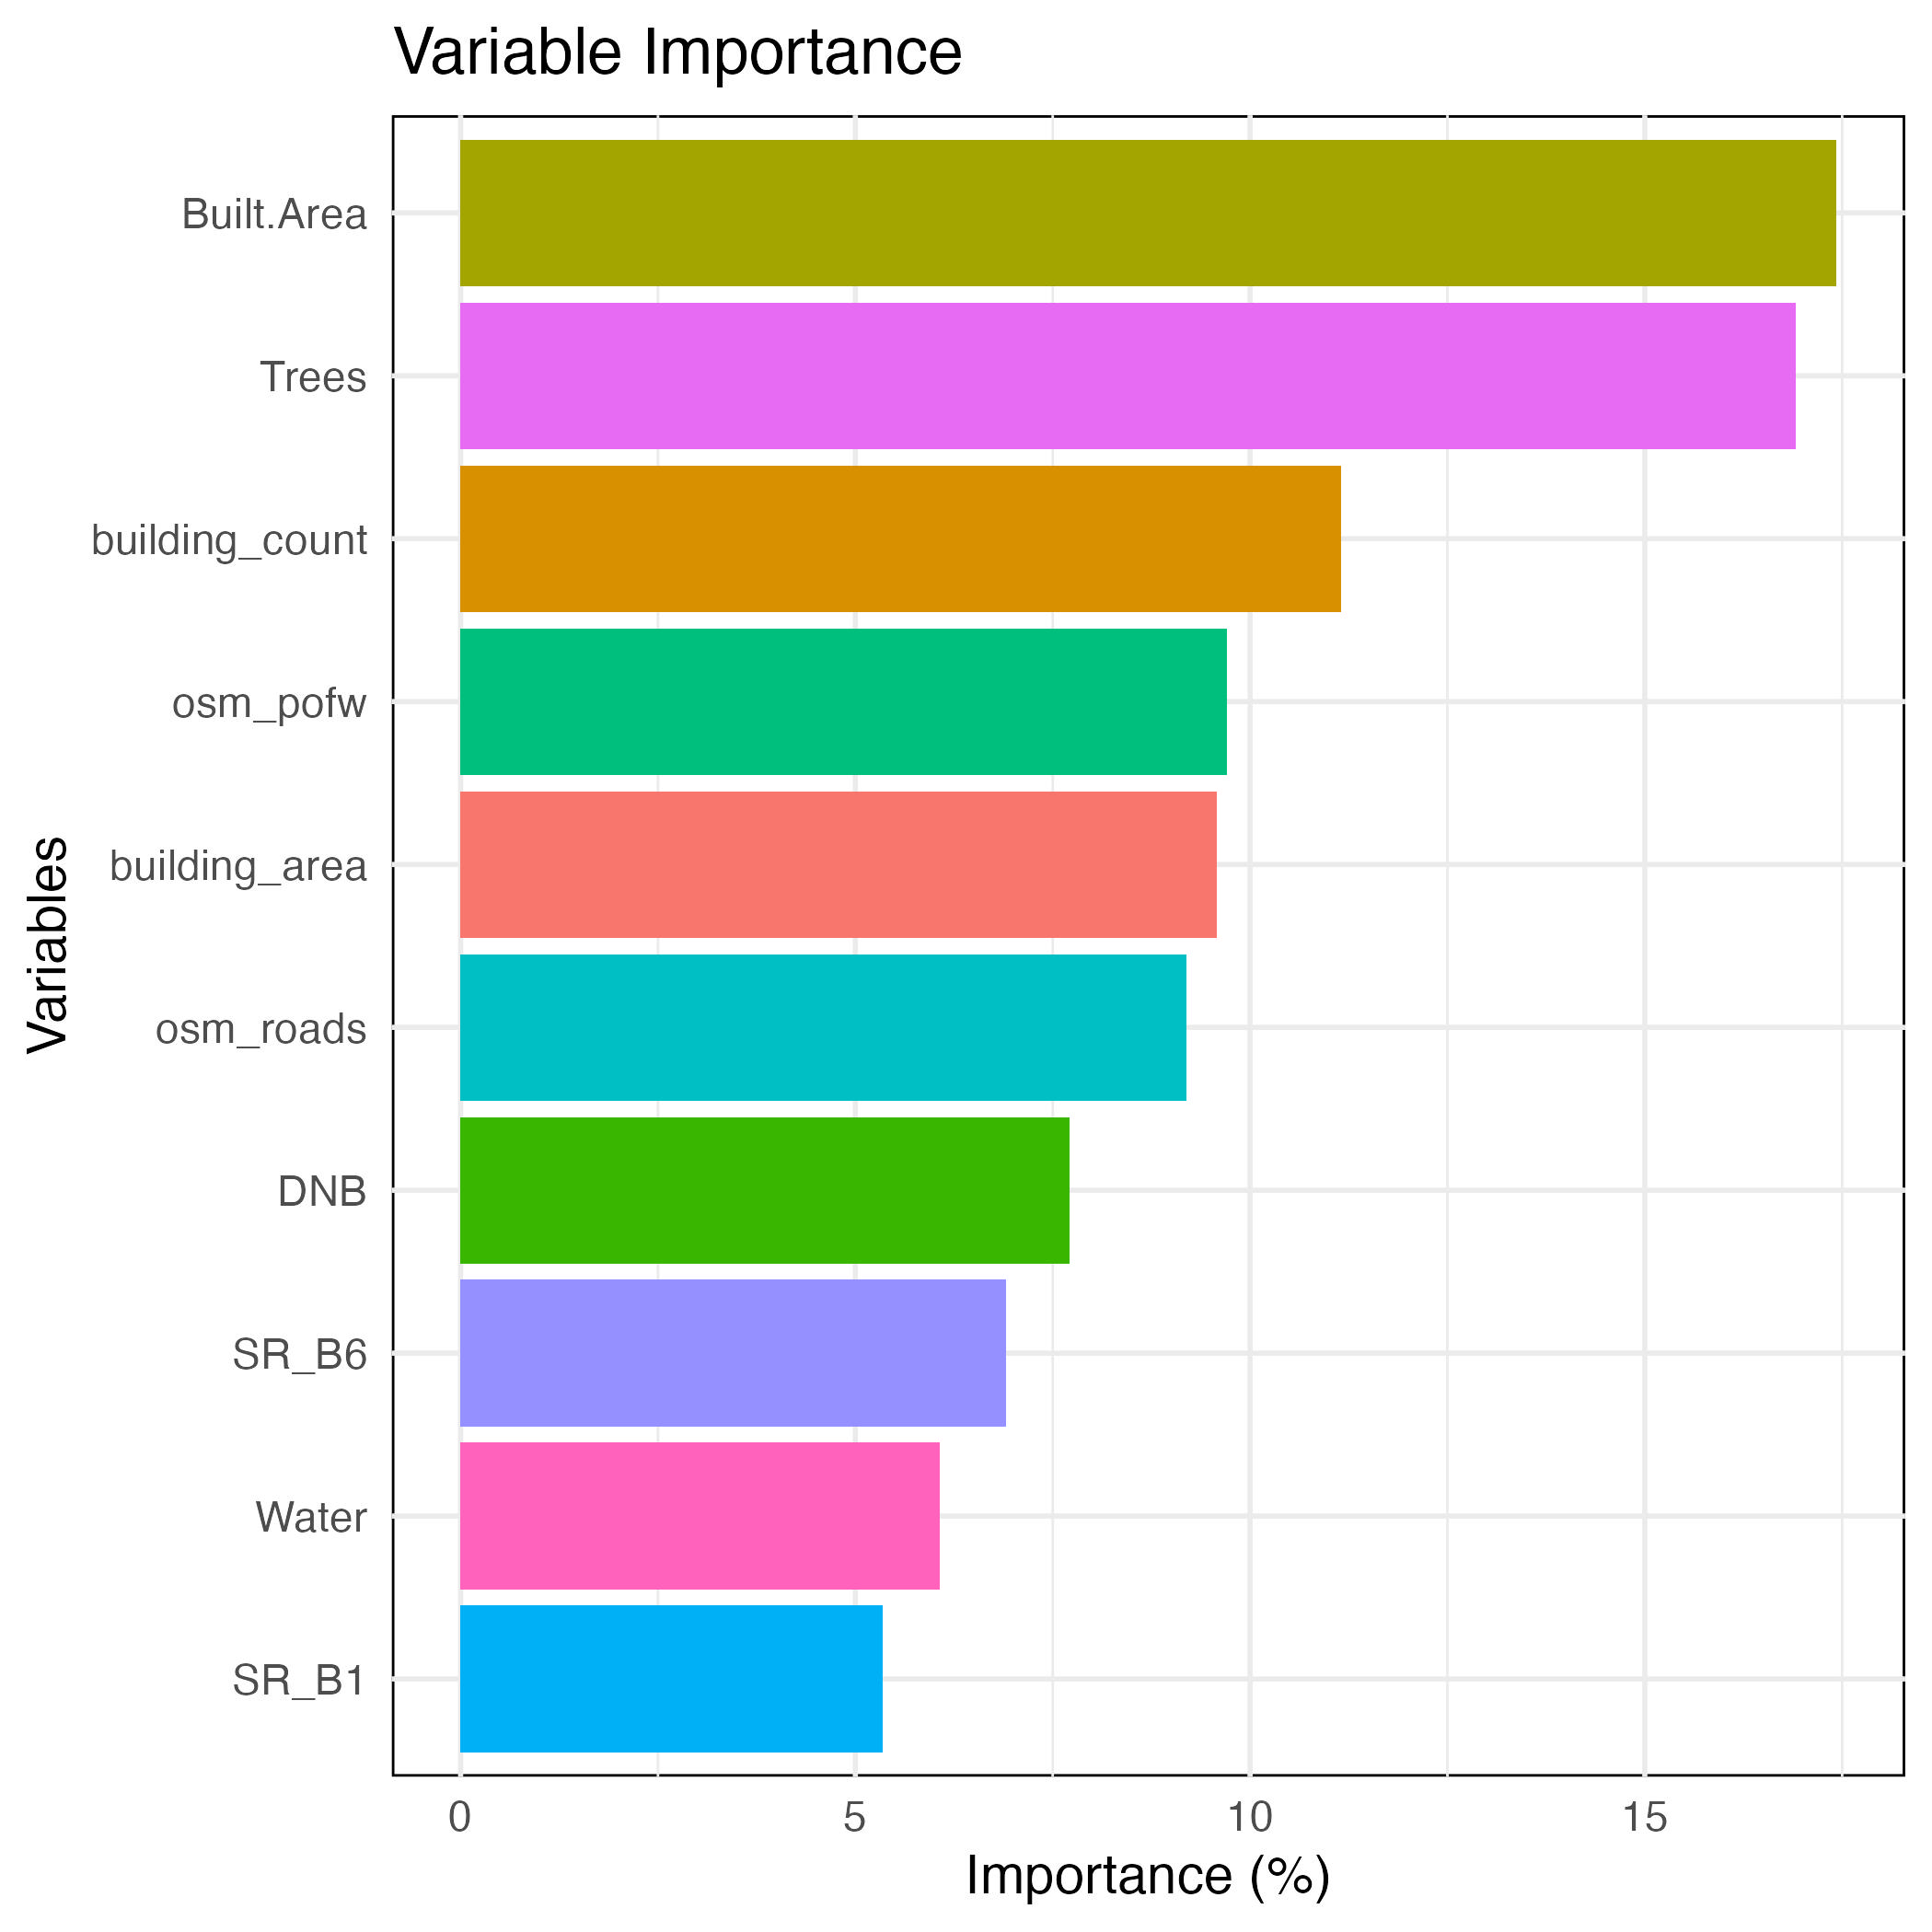 Variable Importance
Built.Area
Trees
building_count
osm_pofw
building_area
osm_roads
DNB
SR_B6
Water
SR_B1
Variables
0 5 10 15
Importance (%)